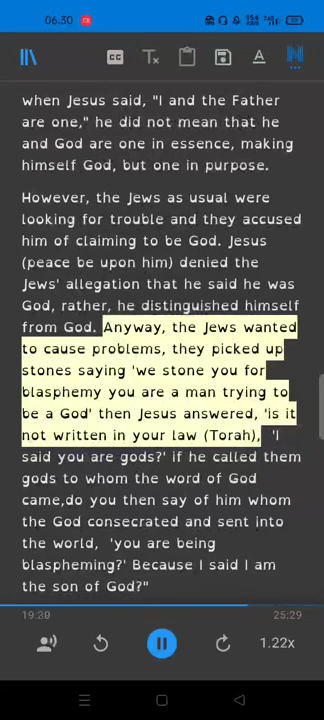 06.30
CC
when Jesus said, "I and the Father
are one," he did not mean that he
and God are one in essence, making
himself God, but one in purpose.
However, the Jews as usual were
looking for trouble and they accused
him of claiming to be God. Jesus
(peace be upon him) denied the
Jews' allegation that he said he was
God, rather, he distinguished himself
from God. Anyway, the Jews wanted
to cause problems, they picked up
stones saying 'we stone you for
blasphemy you are a man trying to
be a God' then Jesus answered, 'is it
not written in your law (Torah),  'I
said you are gods?' if he called them
gods to whom the word of God
came,do you then say of him whom
the God consecrated and sent into
the world,  'you are being
blaspheming?' Because I said I am
the son of God?"
25:29
1.22x